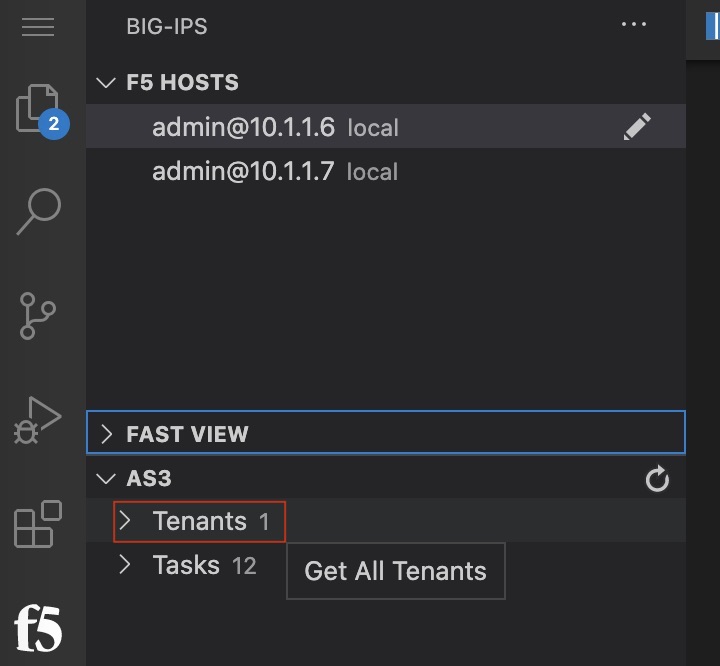 BIG-IPS
F5 HOSTS
admin@10.1.1.6 local
2
admin@10.1.1.7 local
FAST VIEW
AS3
Tenants 1
Tasks 12
Get All Tenants
f5